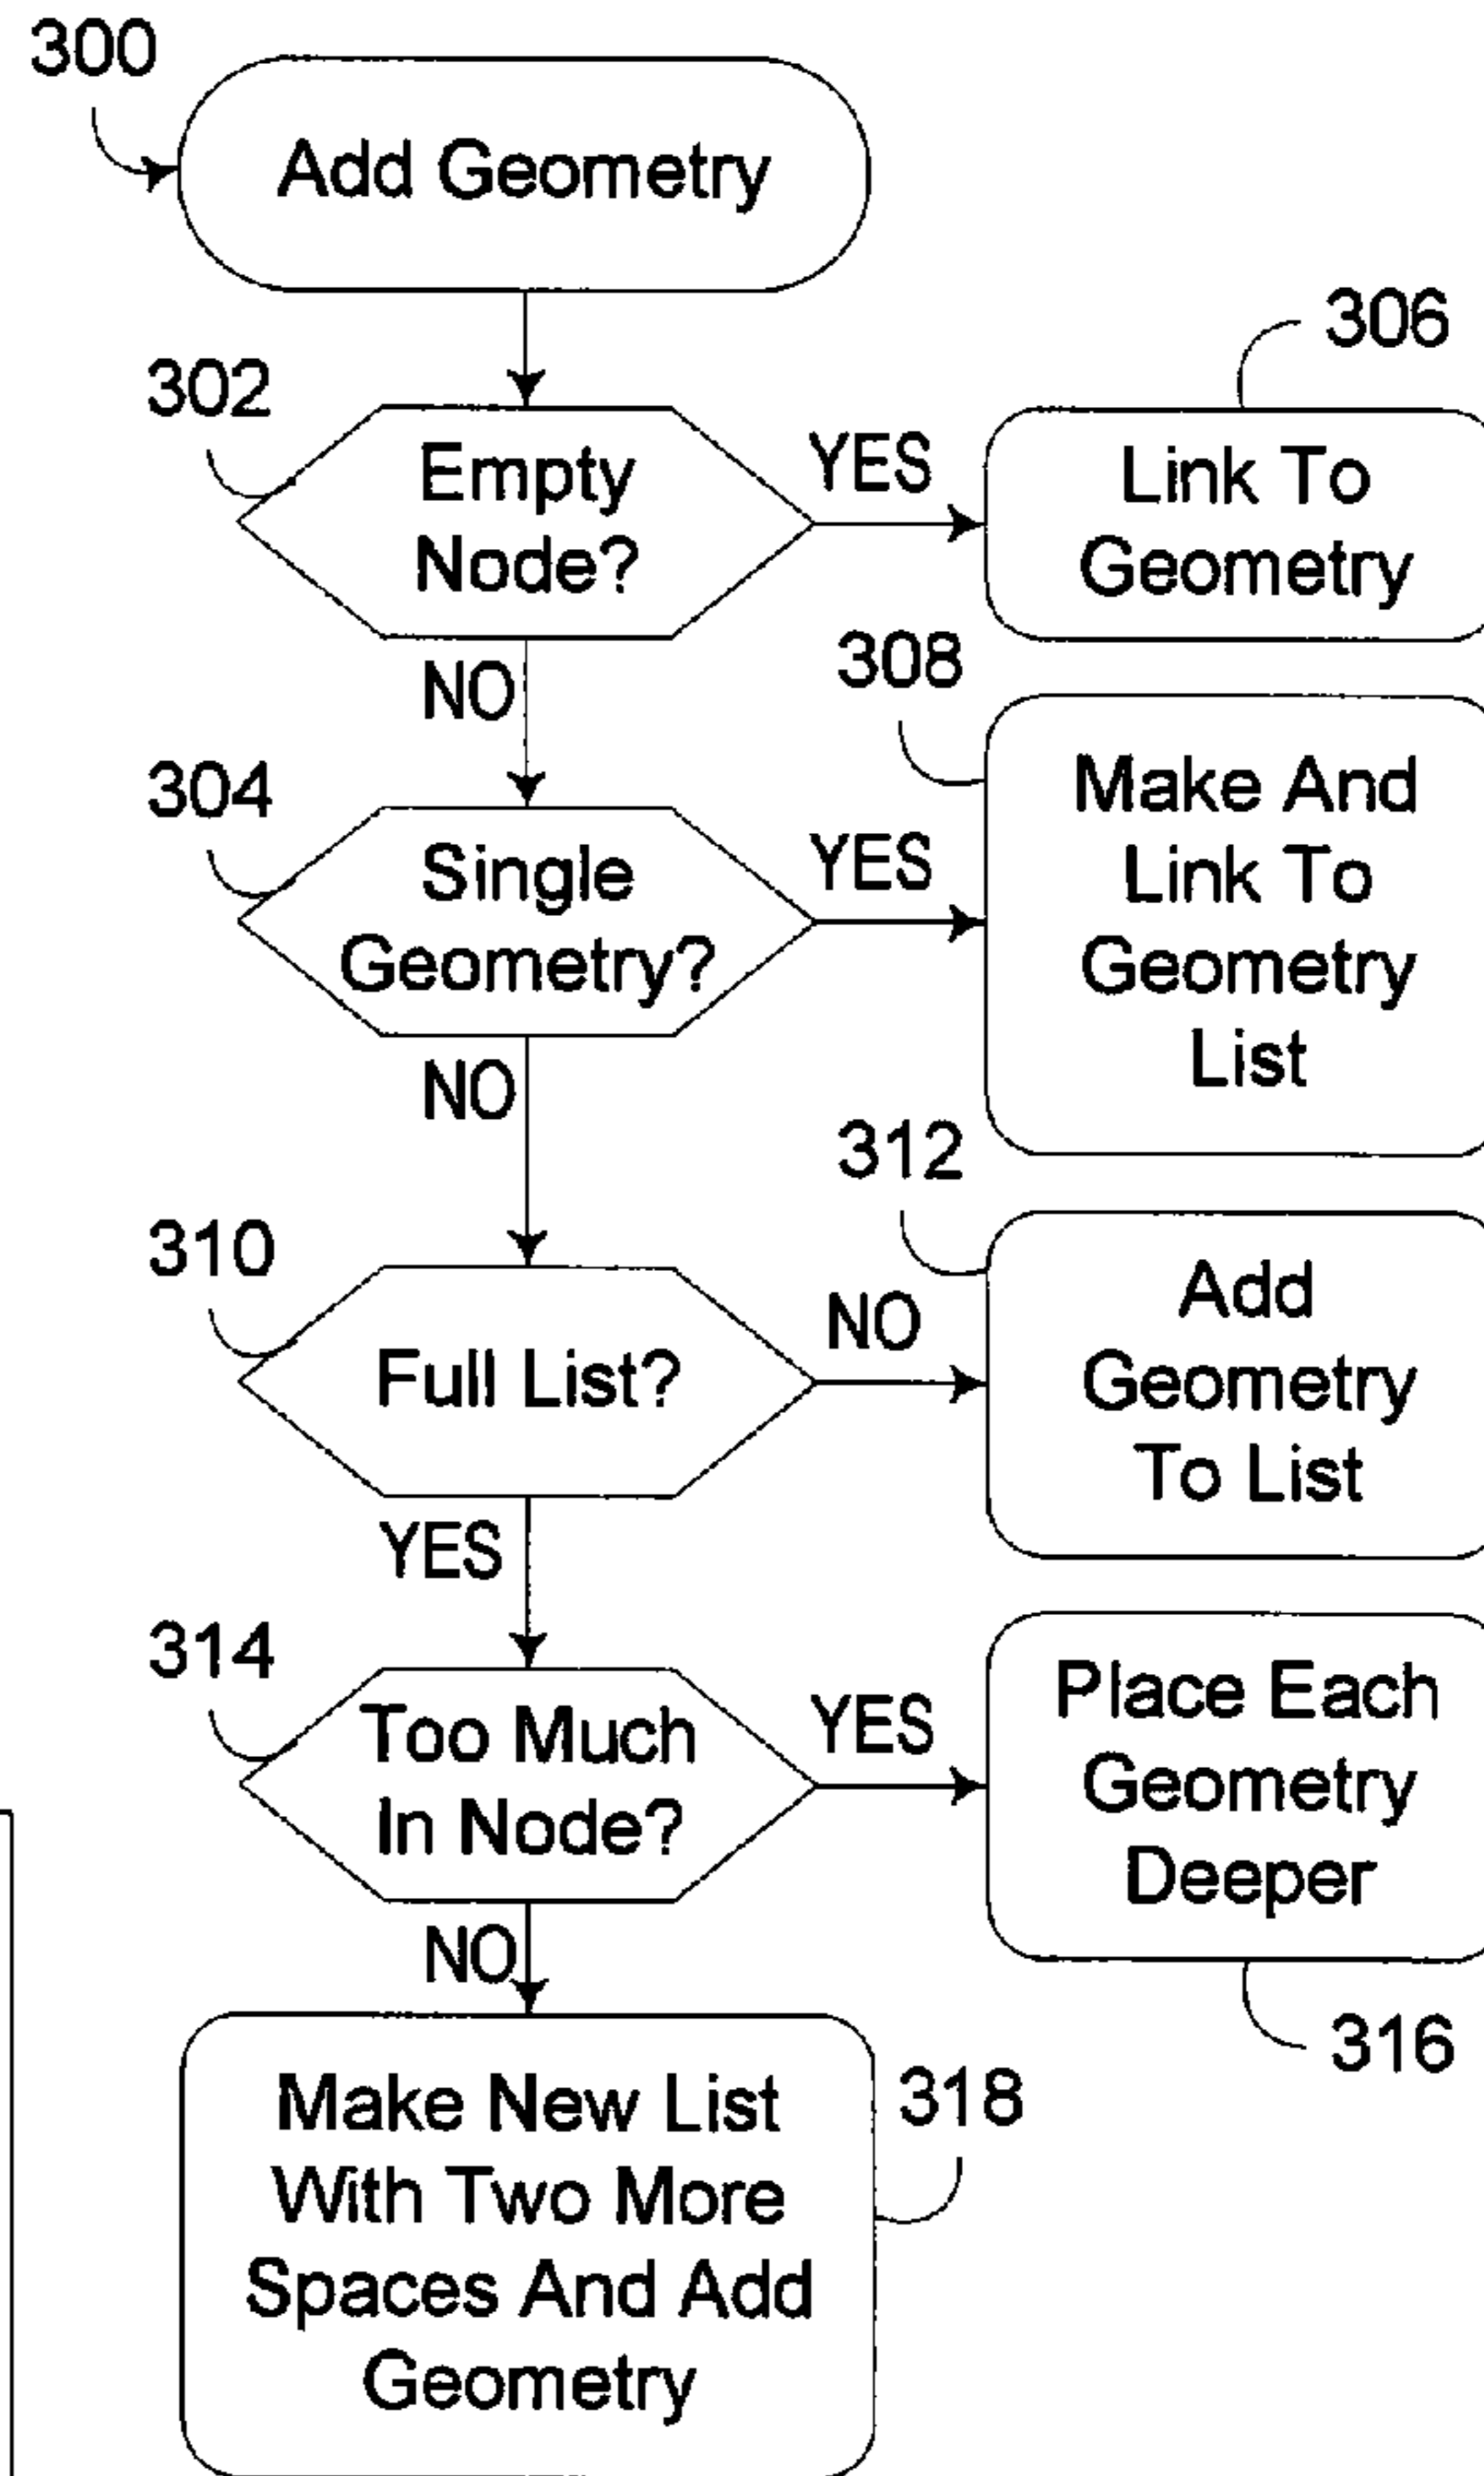 300
Add Geometry
302
Empty
Node?
YES
306
Link To
Geometry
NO
304
Single
Geometry?
YES
308
Make And
Link To
Geometry
List
NO
310
Full List?
NO
312
Add
Geometry
To List
YES
314
Too Much
In Node?
YES
Place Each
Geometry
Deeper
316
NO
Make New List
With Two More
Spaces And Add
Geometry
318